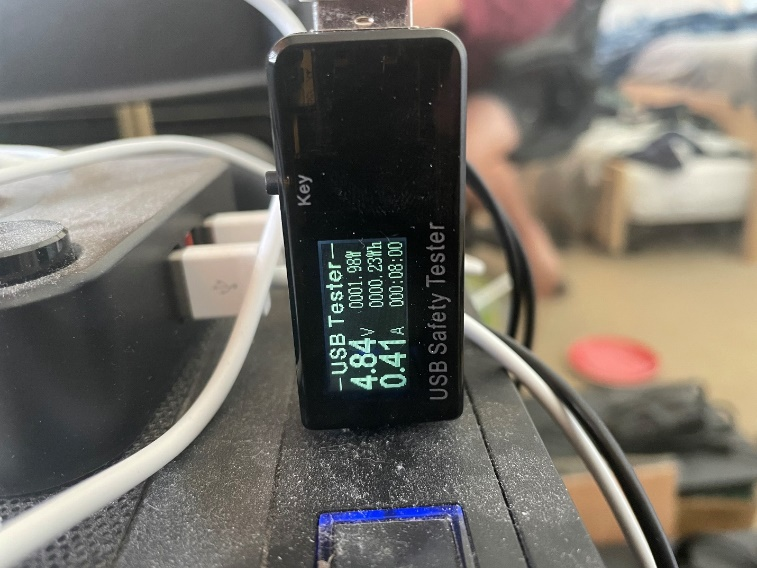 Key
-USB Tester-
4.84V 0001.98W
0000.23Wh
0.41A 000:08:00
USB Safety Tester